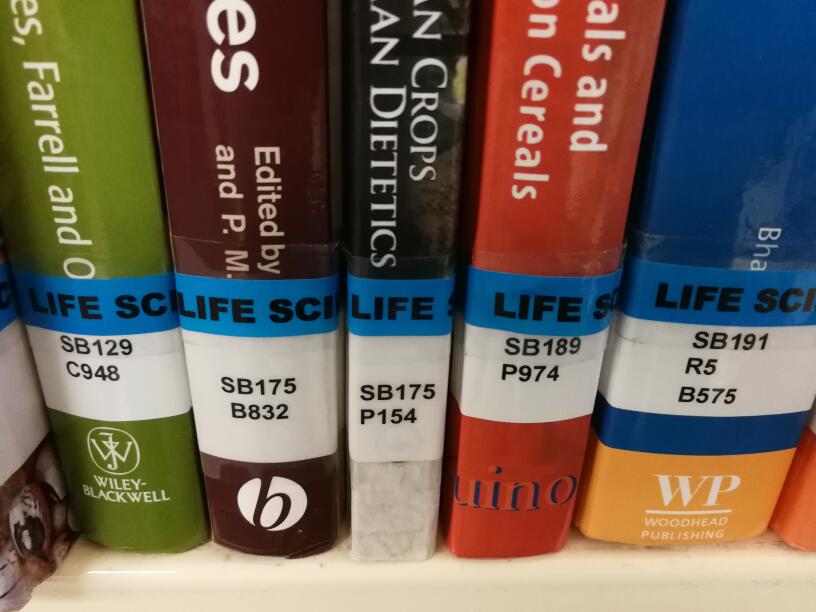 es, Farrell and O
LIFE SCI
SB129
C948
WILEY-
BLACKWELL
es
Edited by
and P. M.
LIFE SCI
SB175
B832
b
AN CROPS
AN DIETETICS
LIFE
SB175
P154
als and
on Cereals
LIFE SC
SB189
P974
uino
Bha
LIFE SCI
SB191
R5
B575
WP
WOODHEAD
PUBLISHING